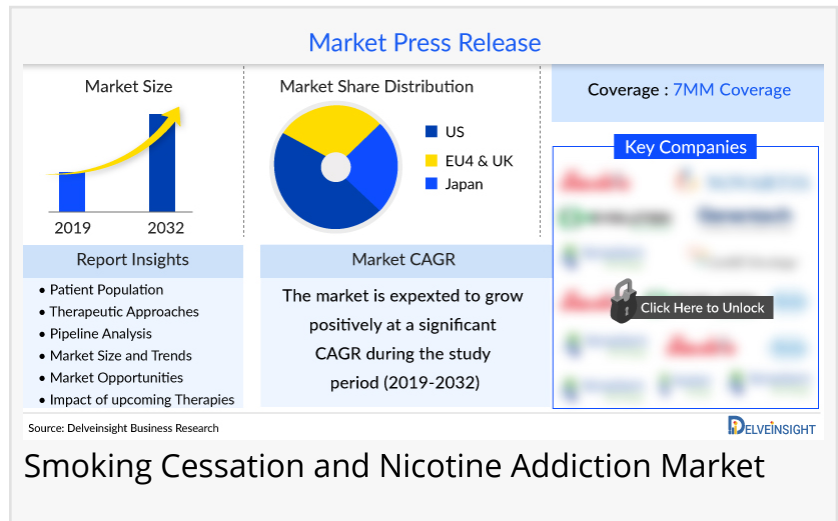 Market Press Release
Market Size
2019
2032
Market Share Distribution
US
EU4 & UK
Japan
Coverage : 7MM Coverage
Key Companies
NOVARTIS
Genentech
Click Here to Unlock
Report Insights
• Patient Population
• Therapeutic Approaches
• Pipeline Analysis
• Market Size and Trends
• Market Opportunities
• Impact of upcoming Therapies
Market CAGR
The market is expexted to grow
positively at a significant
CAGR during the study
period (2019-2032)
Source: Delveinsight Business Research
DELVEINSIGHT
Smoking Cessation and Nicotine Addiction Market